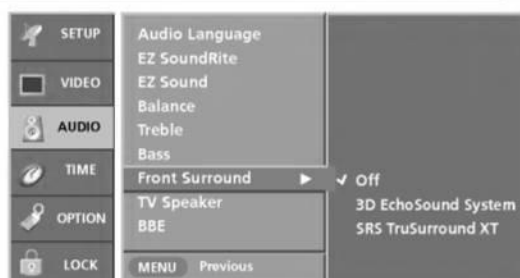 SETUP
VIDEO
AUDIO
TIME
OPTION
LOCK
Audio Language
EZ SoundRite
EZ Sound
Balance
Treble
Bass
Front Surround ▶
TV Speaker
BBE
MENU Previous
✓ Off
3D EchoSound System
SRS TruSurround XT